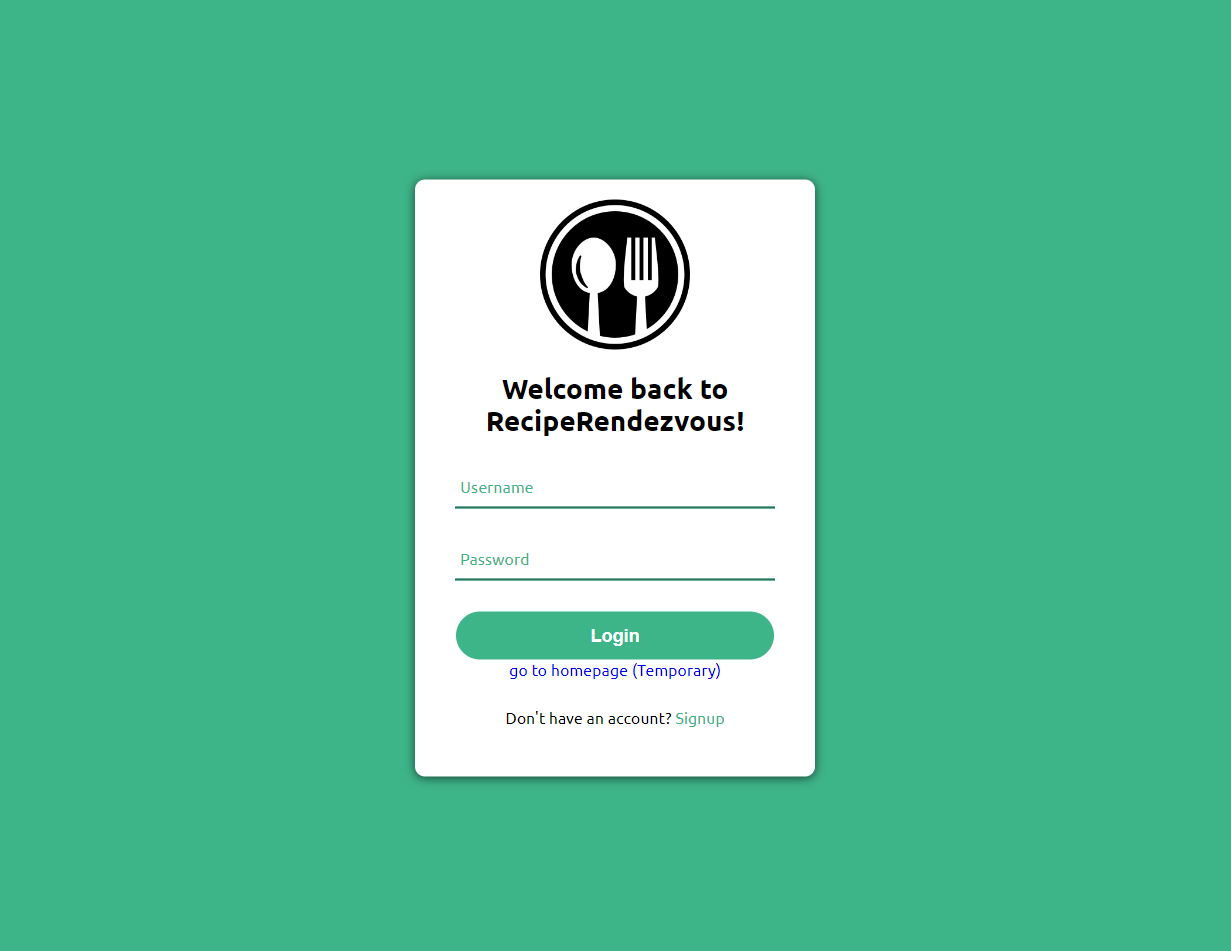 Welcome back to
RecipeRendezvous!
Username
Password
Login
go to homepage (Temporary)
Don't have an account? Signup